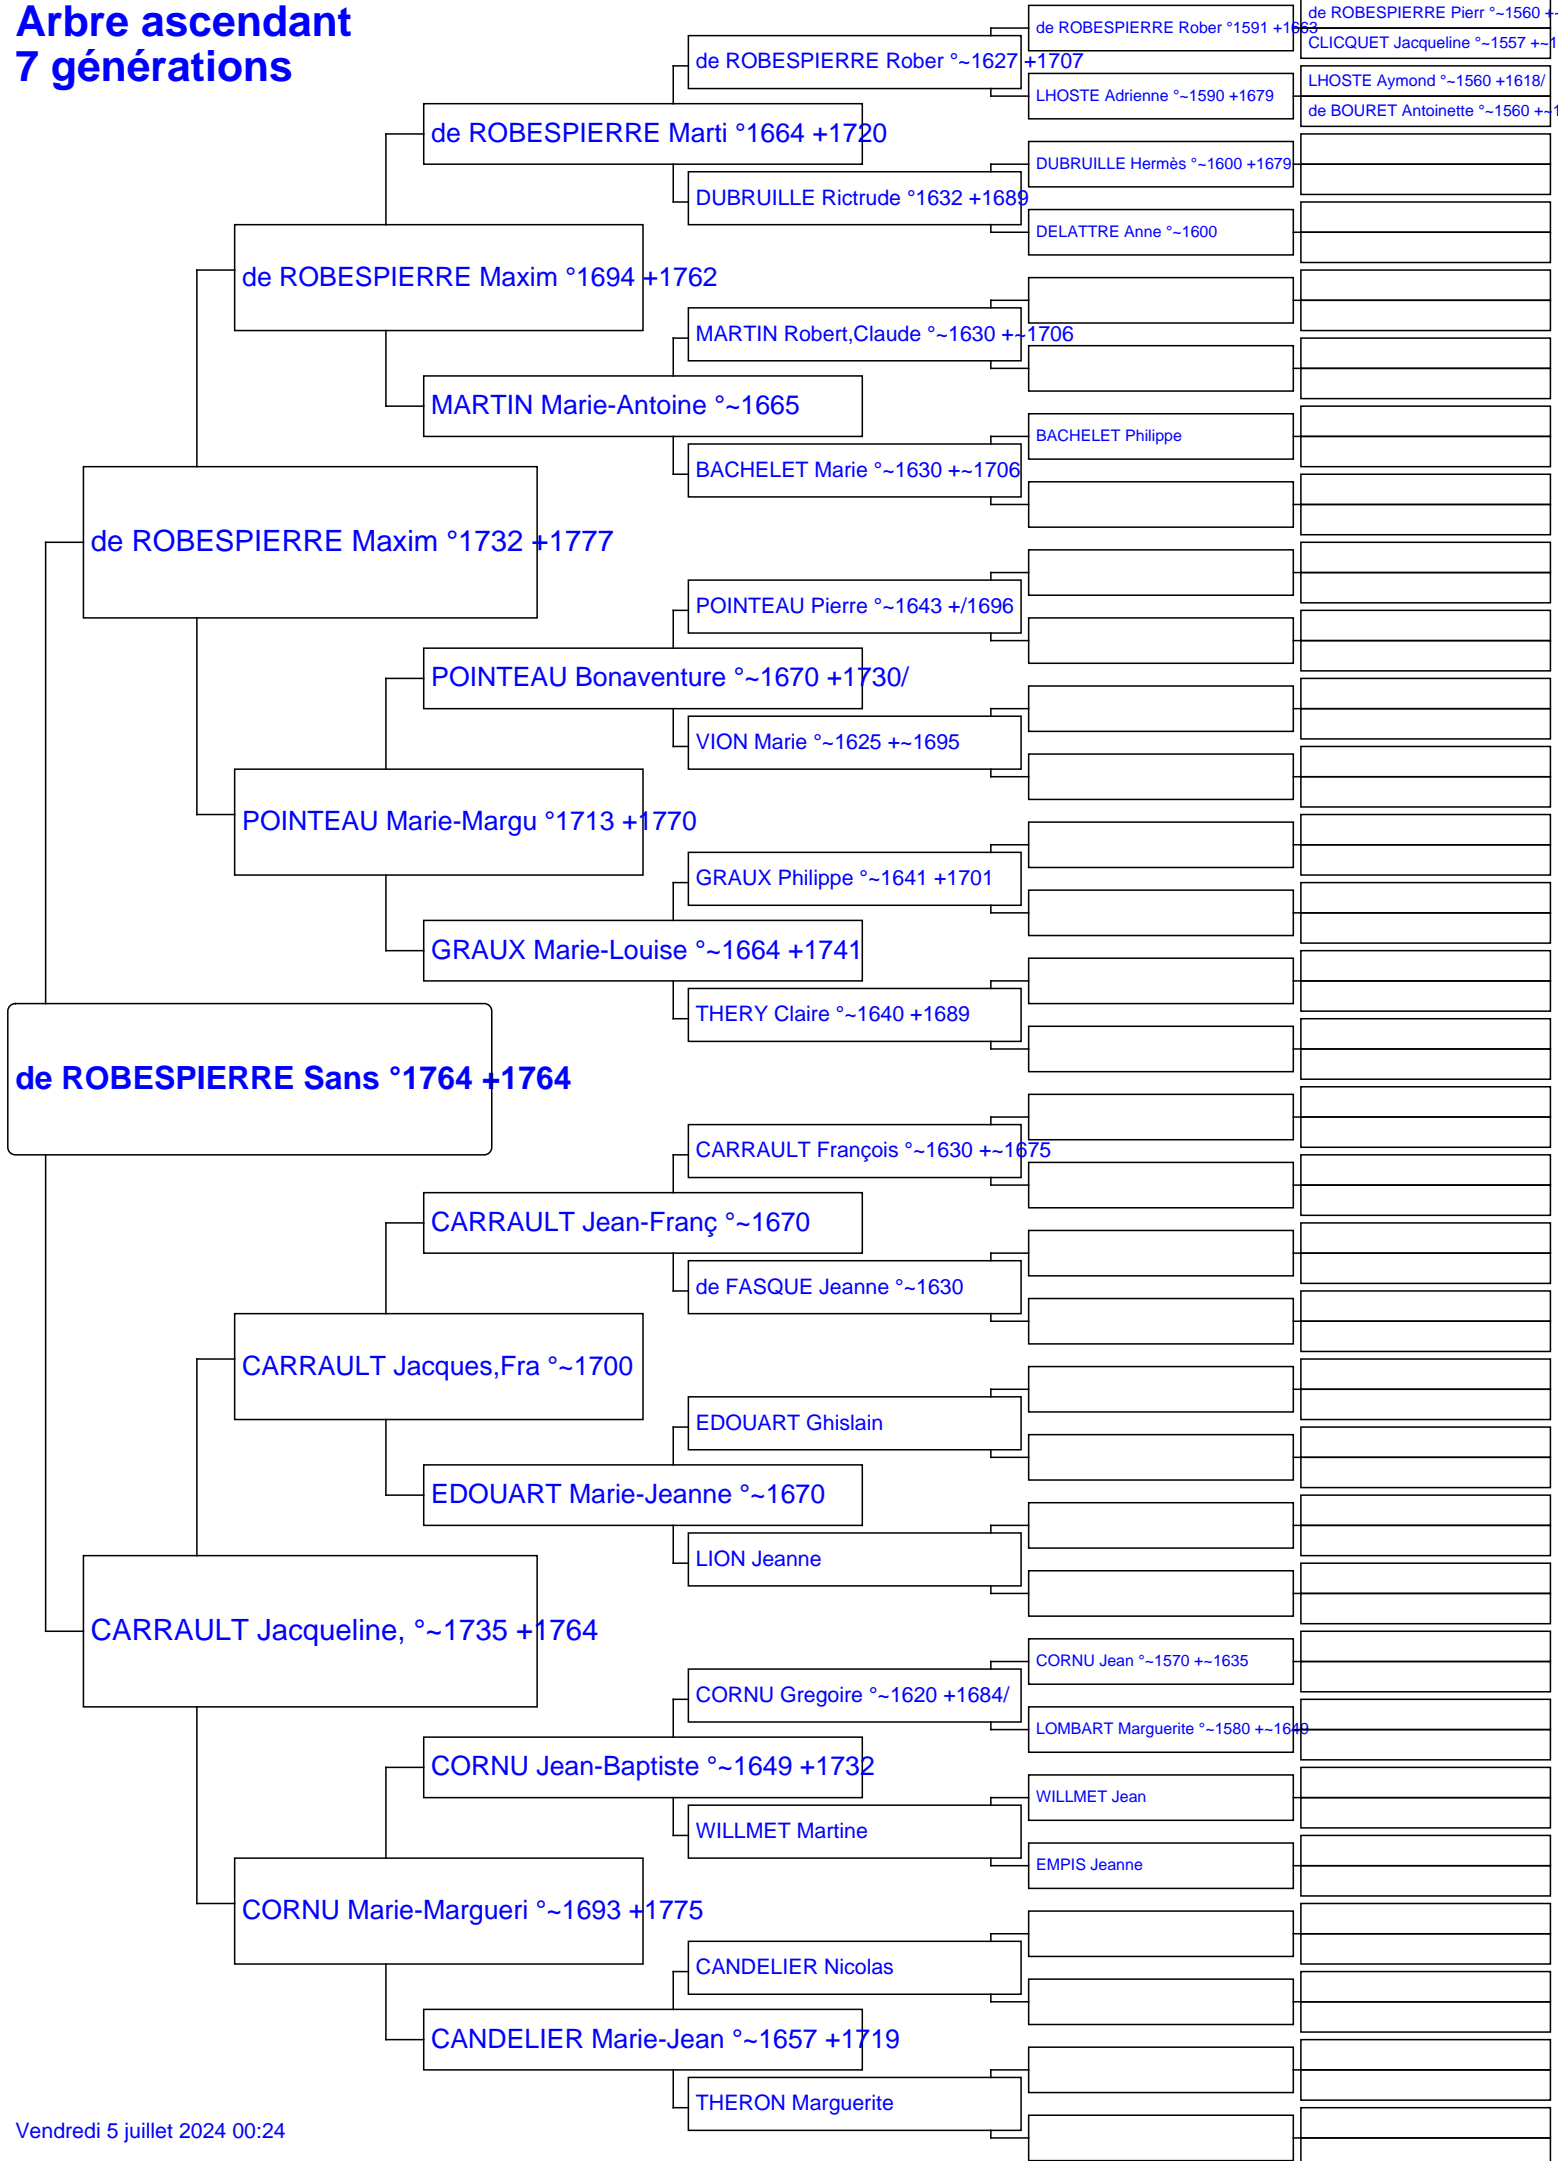 Arbre ascendant
7 générations
de ROBESPIERRE Pierr °~1560 +~
CLICQUET Jacqueline °~1557 +~1
de ROBESPIERRE Rober °1591 +1663
de ROBESPIERRE Rober °~1627 +1707
LHOSTE Aymond °~1560 +1618/
LHOSTE Adrienne °~1590 +1679
de BOURET Antoinette °~1560 +~1
de ROBESPIERRE Marti °1664 +1720
DUBRUILLE Hermès °~1600 +1679
DUBRUILLE Rictrude °1632 +1689
DELATTRE Anne °~1600
de ROBESPIERRE Maxim °1694 +1762
MARTIN Robert,Claude °~1630 +~1706
MARTIN Marie-Antoine °~1665
BACHELET Philippe
BACHELET Marie °~1630 +~1706
de ROBESPIERRE Maxim °1732 +1777
POINTEAU Pierre °~1643 +/1696
POINTEAU Bonaventure °~1670 +1730/
VION Marie °~1625 +~1695
POINTEAU Marie-Margu °1713 +1770
GRAUX Philippe °~1641 +1701
GRAUX Marie-Louise °~1664 +1741
THERY Claire °~1640 +1689
de ROBESPIERRE Sans °1764 +1764
CARRAULT François °~1630 +~1675
CARRAULT Jean-Franç °~1670
de FASQUE Jeanne °~1630
CARRAULT Jacques,Fra °~1700
EDOUART Ghislain
EDOUART Marie-Jeanne °~1670
LION Jeanne
CARRAULT Jacqueline, °~1735 +1764
CORNU Jean °~1570 +~1635
CORNU Gregoire °~1620 +1684/
LOMBART Marguerite °~1580 +~1649
CORNU Jean-Baptiste °~1649 +1732
WILLMET Jean
WILLMET Martine
EMPIS Jeanne
CORNU Marie-Margueri °~1693 +1775
CANDELIER Nicolas
CANDELIER Marie-Jean °~1657 +1719
THERON Marguerite
Vendredi 5 juillet 2024 00:24